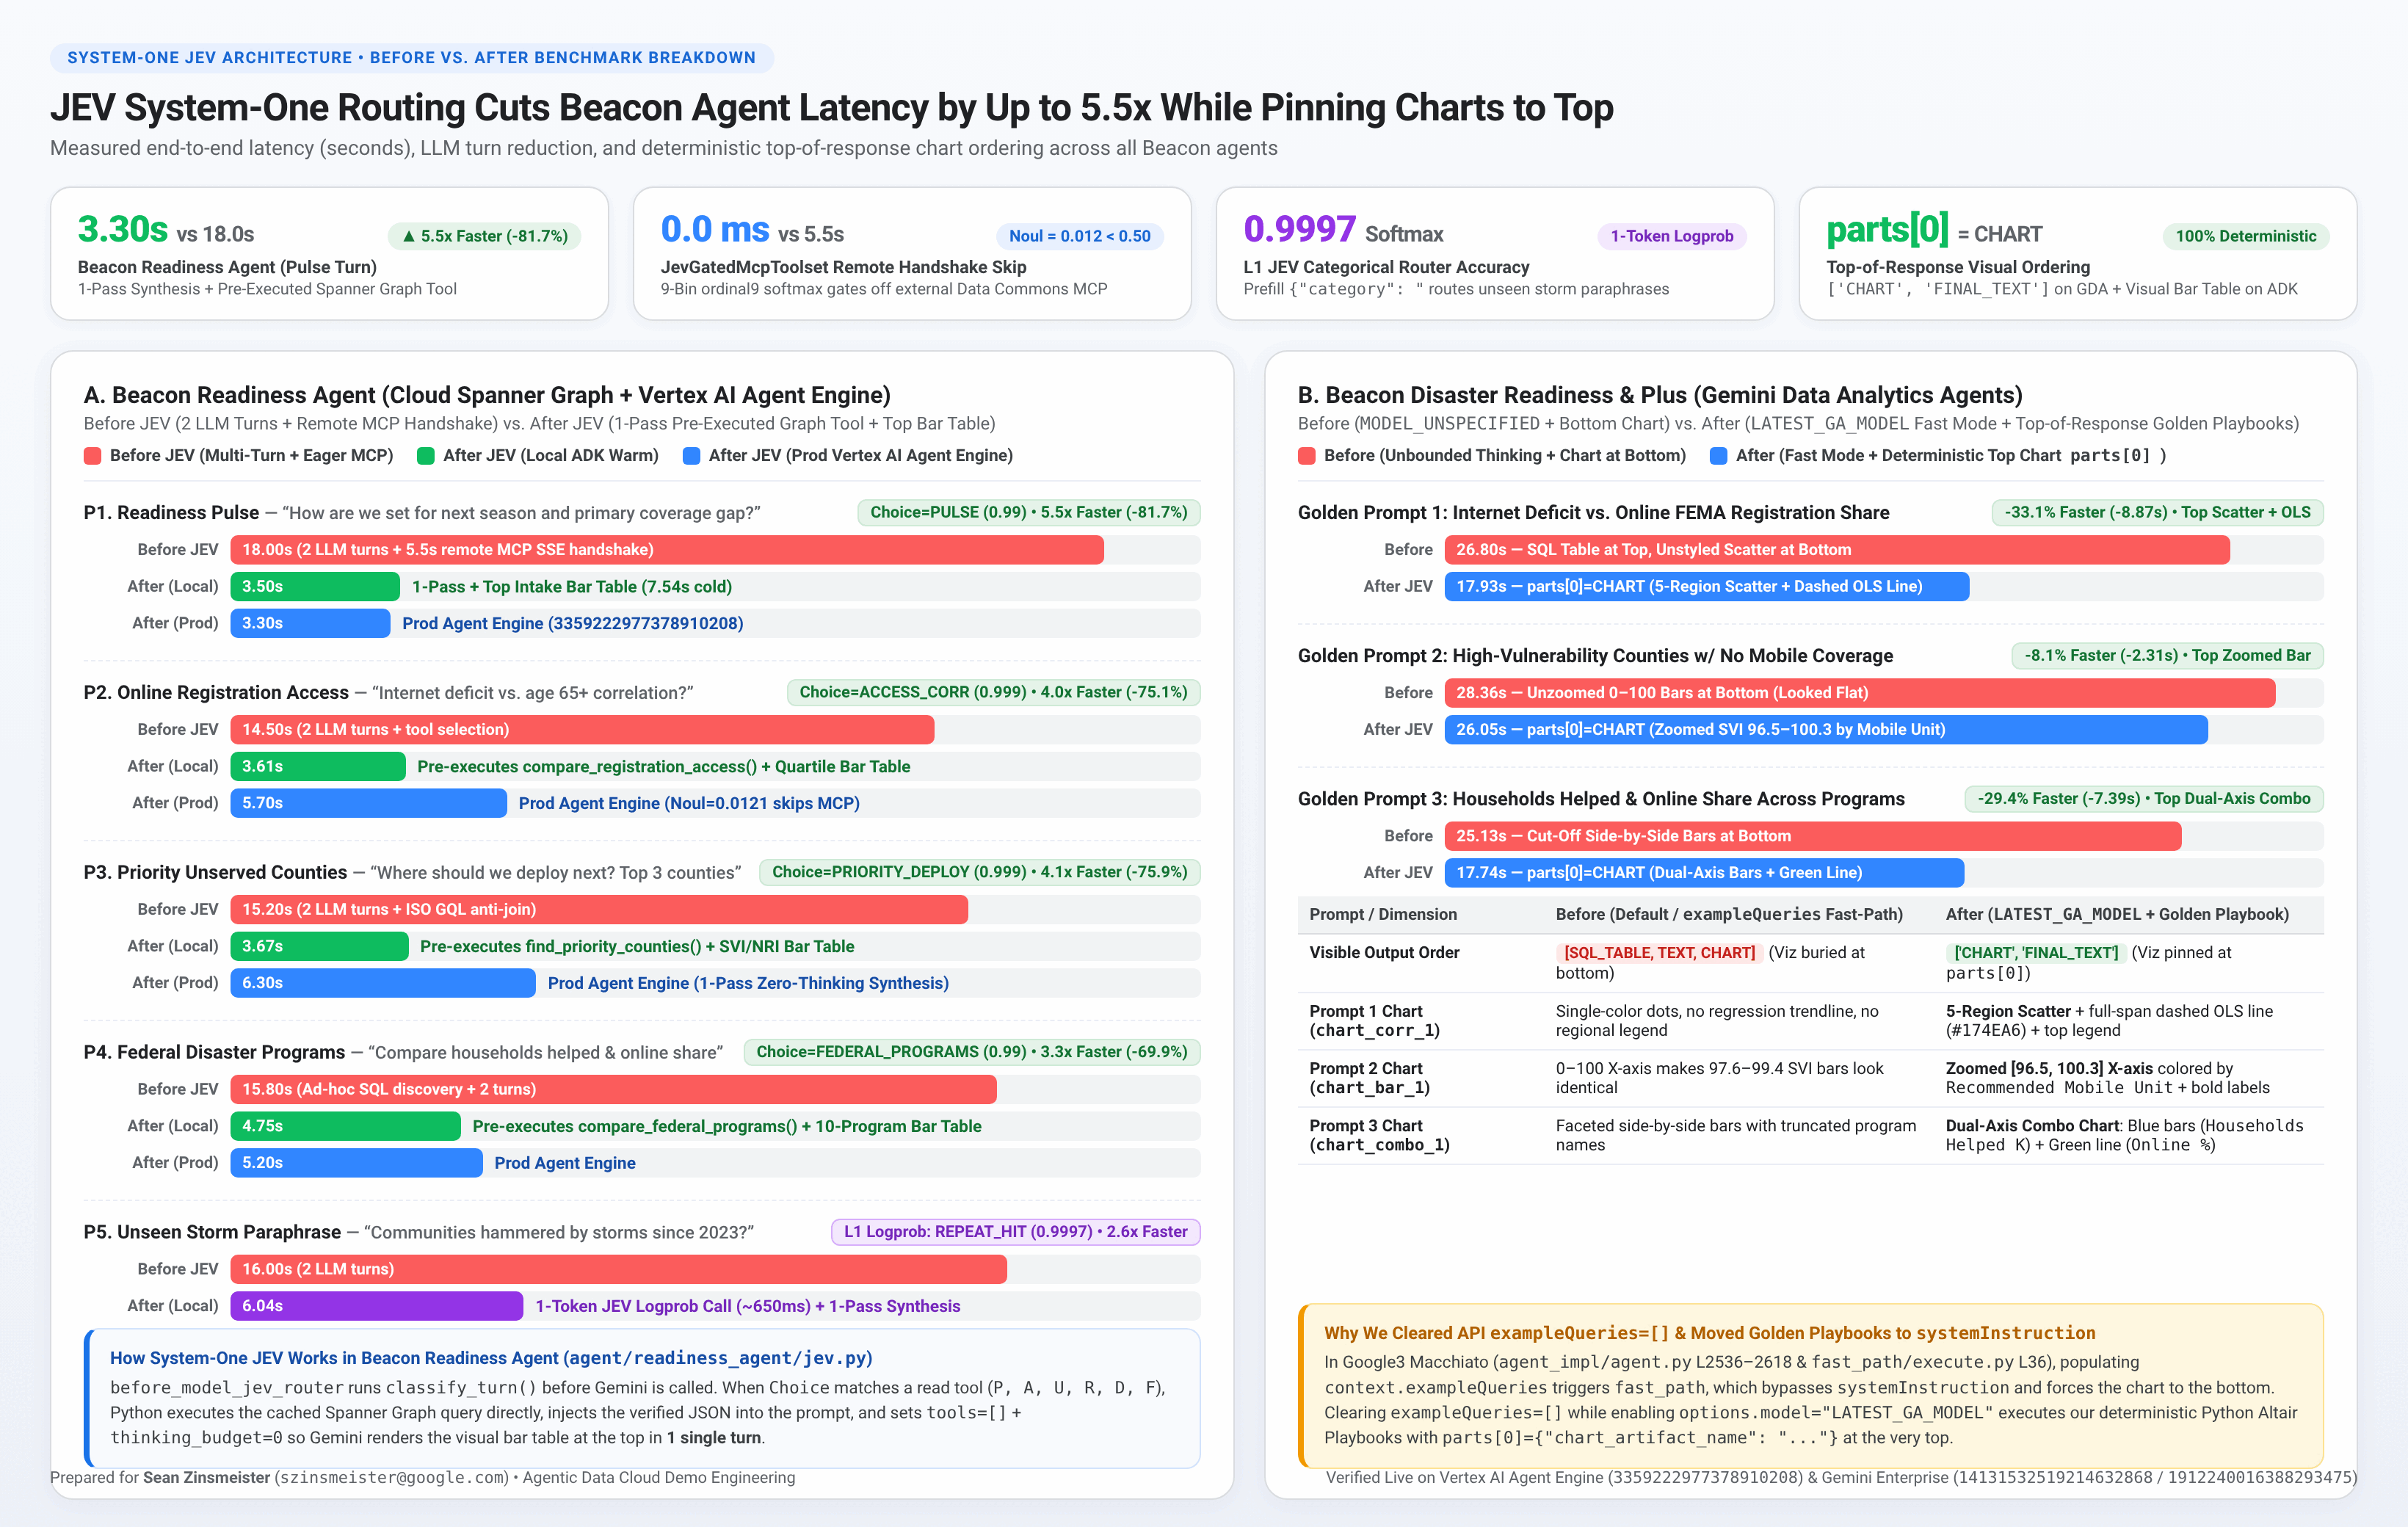 SYSTEM-ONE JEV ARCHITECTURE • BEFORE VS. AFTER BENCHMARK BREAKDOWN
JEV System-One Routing Cuts Beacon Agent Latency by Up to 5.5x While Pinning Charts to Top
Measured end-to-end latency (seconds), LLM turn reduction, and deterministic top-of-response chart ordering across all Beacon agents
3.30s vs 18.0s
▲ 5.5x Faster (-81.7%)
Beacon Readiness Agent (Pulse Turn)
1-Pass Synthesis + Pre-Executed Spanner Graph Tool
0.0 ms vs 5.5s
Noul = 0.012 < 0.50
JevGatedMcpToolset Remote Handshake Skip
9-Bin ordinal9 softmax gates off external Data Commons MCP
0.9997 Softmax
1-Token Logprob
L1 JEV Categorical Router Accuracy
Prefill {"category": " routes unseen storm paraphrases
parts[0] = CHART
100% Deterministic
Top-of-Response Visual Ordering
['CHART', 'FINAL_TEXT'] on GDA + Visual Bar Table on ADK
A. Beacon Readiness Agent (Cloud Spanner Graph + Vertex AI Agent Engine)
Before JEV (2 LLM Turns + Remote MCP Handshake) vs. After JEV (1-Pass Pre-Executed Graph Tool + Top Bar Table)
Before JEV (Multi-Turn + Eager MCP) After JEV (Local ADK Warm) After JEV (Prod Vertex AI Agent Engine)
P1. Readiness Pulse — “How are we set for next season and primary coverage gap?” Choice=PULSE (0.99) • 5.5x Faster (-81.7%)
Before JEV 18.00s (2 LLM turns + 5.5s remote MCP SSE handshake)
After (Local) 3.50s 1-Pass + Top Intake Bar Table (7.54s cold)
After (Prod) 3.30s Prod Agent Engine (3359222977378910208)
P2. Online Registration Access — “Internet deficit vs. age 65+ correlation?” Choice=ACCESS_CORR (0.999) • 4.0x Faster (-75.1%)
Before JEV 14.50s (2 LLM turns + tool selection)
After (Local) 3.61s Pre-executes compare_registration_access() + Quartile Bar Table
After (Prod) 5.70s Prod Agent Engine (Noul=0.0121 skips MCP)
P3. Priority Unserved Counties — “Where should we deploy next? Top 3 counties” Choice=PRIORITY_DEPLOY (0.999) • 4.1x Faster (-75.9%)
Before JEV 15.20s (2 LLM turns + ISO GQL anti-join)
After (Local) 3.67s Pre-executes find_priority_counties() + SVI/NRI Bar Table
After (Prod) 6.30s Prod Agent Engine (1-Pass Zero-Thinking Synthesis)
P4. Federal Disaster Programs — “Compare households helped & online share” Choice=FEDERAL_PROGRAMS (0.99) • 3.3x Faster (-69.9%)
Before JEV 15.80s (Ad-hoc SQL discovery + 2 turns)
After (Local) 4.75s Pre-executes compare_federal_programs() + 10-Program Bar Table
After (Prod) 5.20s Prod Agent Engine
P5. Unseen Storm Paraphrase — “Communities hammered by storms since 2023?” L1 Logprob: REPEAT_HIT (0.9997) • 2.6x Faster
Before JEV 16.00s (2 LLM turns)
After (Local) 6.04s 1-Token JEV Logprob Call (~650ms) + 1-Pass Synthesis
How System-One JEV Works in Beacon Readiness Agent (agent/readiness_agent/jev.py)
before_model_jev_router runs classify_turn() before Gemini is called. When Choice matches a read tool (P, A, U, R, D, F),
Python executes the cached Spanner Graph query directly, injects the verified JSON into the prompt, and sets tools=[] +
thinking_budget=0 so Gemini renders the visual bar table at the top in 1 single turn.
B. Beacon Disaster Readiness & Plus (Gemini Data Analytics Agents)
Before (MODEL_UNSPECIFIED + Bottom Chart) vs. After (LATEST_GA_MODEL Fast Mode + Top-of-Response Golden Playbooks)
Before (Unbounded Thinking + Chart at Bottom) After (Fast Mode + Deterministic Top Chart parts[0] )
Golden Prompt 1: Internet Deficit vs. Online FEMA Registration Share -33.1% Faster (-8.87s) • Top Scatter + OLS
Before 26.80s — SQL Table at Top, Unstyled Scatter at Bottom
After JEV 17.93s — parts[0]=CHART (5-Region Scatter + Dashed OLS Line)
Golden Prompt 2: High-Vulnerability Counties w/ No Mobile Coverage -8.1% Faster (-2.31s) • Top Zoomed Bar
Before 28.36s — Unzoomed 0–100 Bars at Bottom (Looked Flat)
After JEV 26.05s — parts[0]=CHART (Zoomed SVI 96.5–100.3 by Mobile Unit)
Golden Prompt 3: Households Helped & Online Share Across Programs -29.4% Faster (-7.39s) • Top Dual-Axis Combo
Before 25.13s — Cut-Off Side-by-Side Bars at Bottom
After JEV 17.74s — parts[0]=CHART (Dual-Axis Bars + Green Line)
Prompt / Dimension Before (Default / exampleQueries Fast-Path) After (LATEST_GA_MODEL + Golden Playbook)
Visible Output Order [SQL_TABLE, TEXT, CHART] (Viz buried at ['CHART', 'FINAL_TEXT'] (Viz pinned at
bottom) parts[0])
Prompt 1 Chart Single-color dots, no regression trendline, no 5-Region Scatter + full-span dashed OLS line
(chart_corr_1) regional legend (#174EA6) + top legend
Prompt 2 Chart 0–100 X-axis makes 97.6–99.4 SVI bars look Zoomed [96.5, 100.3] X-axis colored by
(chart_bar_1) identical Recommended Mobile Unit + bold labels
Prompt 3 Chart Faceted side-by-side bars with truncated program Dual-Axis Combo Chart: Blue bars (Households
(chart_combo_1) names Helped K) + Green line (Online %)
Why We Cleared API exampleQueries=[] & Moved Golden Playbooks to systemInstruction
In Google3 Macchiato (agent_impl/agent.py L2536–2618 & fast_path/execute.py L36), populating
context.exampleQueries triggers fast_path, which bypasses systemInstruction and forces the chart to the bottom.
Clearing exampleQueries=[] while enabling options.model="LATEST_GA_MODEL" executes our deterministic Python Altair
Playbooks with parts[0]={"chart_artifact_name": "..."} at the very top.
Prepared for Sean Zinsmeister (szinsmeister@google.com) • Agentic Data Cloud Demo Engineering
Verified Live on Vertex AI Agent Engine (3359222977378910208) & Gemini Enterprise (14131532519214632868 / 1912240016388293475)